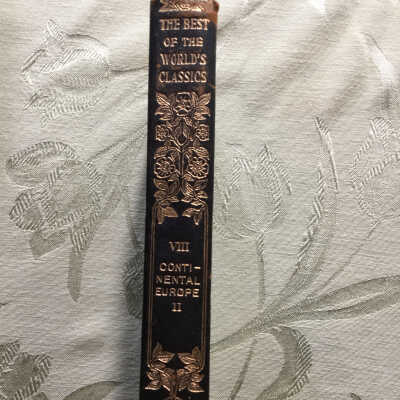 THE BEST
OF THE
WORLD'S
CLASSICS
VIII
CONTI-
NENTAL
EUROPE
II